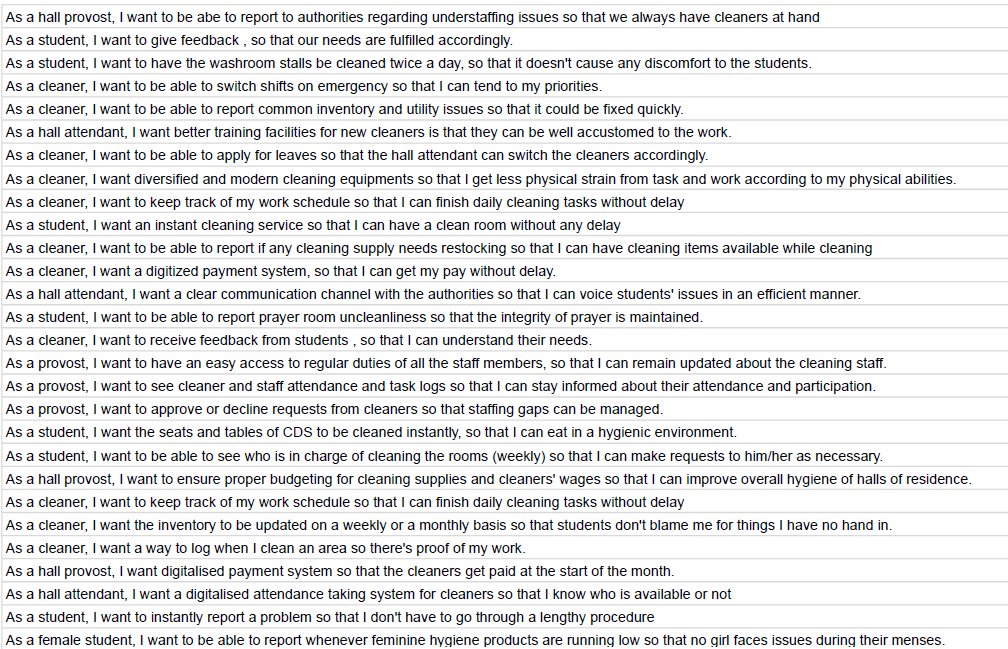 As a hall provost, I want to be abe to report to authorities regarding understaffing issues so that we always have cleaners at hand
As a student, I want to give feedback , so that our needs are fulfilled accordingly.
As a student, I want to have the washroom stalls be cleaned twice a day, so that it doesn't cause any discomfort to the students.
As a cleaner, I want to be able to switch shifts on emergency so that I can tend to my priorities.
As a cleaner, I want to be able to report common inventory and utility issues so that it could be fixed quickly.
As a hall attendant, I want better training facilities for new cleaners is that they can be well accustomed to the work.
As a cleaner, I want to be able to apply for leaves so that the hall attendant can switch the cleaners accordingly.
As a cleaner, I want diversified and modern cleaning equipments so that I get less physical strain from task and work according to my physical abilities.
As a cleaner, I want to keep track of my work schedule so that I can finish daily cleaning tasks without delay
As a student, I want an instant cleaning service so that I can have a clean room without any delay
As a cleaner, I want to be able to report if any cleaning supply needs restocking so that I can have cleaning items available while cleaning
As a cleaner, I want a digitized payment system, so that I can get my pay without delay.
As a hall attendant, I want a clear communication channel with the authorities so that I can voice students' issues in an efficient manner.
As a student, I want to be able to report prayer room uncleanliness so that the integrity of prayer is maintained.
As a cleaner, I want to receive feedback from students , so that I can understand their needs.
As a provost, I want to have an easy access to regular duties of all the staff members, so that I can remain updated about the cleaning staff.
As a provost, I want to see cleaner and staff attendance and task logs so that I can stay informed about their attendance and participation.
As a provost, I want to approve or decline requests from cleaners so that staffing gaps can be managed.
As a student, I want the seats and tables of CDS to be cleaned instantly, so that I can eat in a hygienic environment.
As a student, I want to be able to see who is in charge of cleaning the rooms (weekly) so that I can make requests to him/her as necessary.
As a hall provost, I want to ensure proper budgeting for cleaning supplies and cleaners' wages so that I can improve overall hygiene of halls of residence.
As a cleaner, I want to keep track of my work schedule so that I can finish daily cleaning tasks without delay
As a cleaner, I want the inventory to be updated on a weekly or a monthly basis so that students don't blame me for things I have no hand in.
As a cleaner, I want a way to log when I clean an area so there's proof of my work.
As a hall provost, I want digitalised payment system so that the cleaners get paid at the start of the month.
As a hall attendant, I want a digitalised attendance taking system for cleaners so that I know who is available or not
As a student, I want to instantly report a problem so that I don't have to go through a lengthy procedure
As a female student, I want to be able to report whenever feminine hygiene products are running low so that no girl faces issues during their menses.